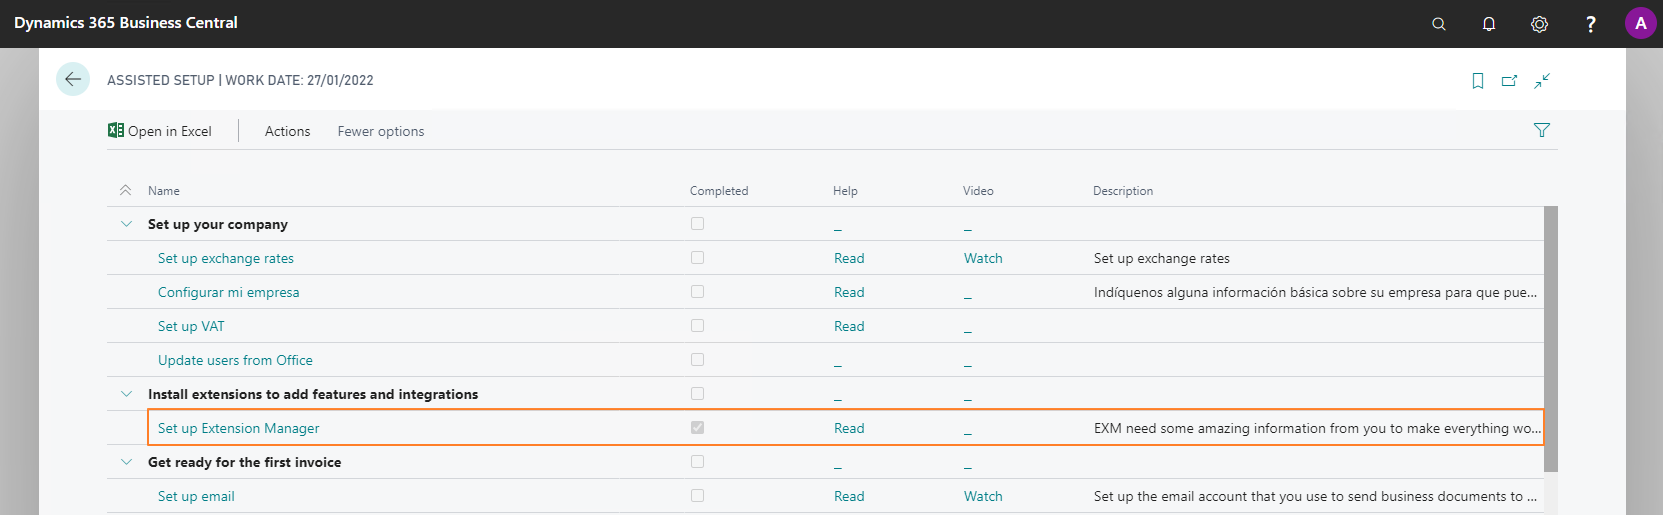 Dynamics 365 Business Central
? A
ASSISTED SETUP | WORK DATE: 27/01/2022
Open in Excel Actions Fewer options
Name Completed Help Video Description
Set up your company _ _
Set up exchange rates Read Watch Set up exchange rates
Configurar mi empresa Read _ Indíquenos alguna información básica sobre su empresa para que pue...
Set up VAT Read _
Update users from Office _ _
Install extensions to add features and integrations _ _
Set up Extension Manager Read _ EXM need some amazing information from you to make everything wo...
Get ready for the first invoice _ _
Set up email Read Watch Set up the email account that you use to send business documents to ...